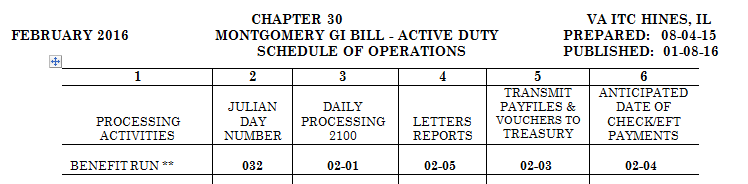 CHAPTER 30 VA ITC HINES, IL
FEBRUARY 2016 MONTGOMERY GI BILL - ACTIVE DUTY PREPARED: 08-04-15
SCHEDULE OF OPERATIONS PUBLISHED: 01-08-16
1 2 3 4 5 6
PROCESSING
ACTIVITIES
JULIAN
DAY
NUMBER
DAILY
PROCESSING
2100
LETTERS
REPORTS
TRANSMIT
PAYFILES &
VOUCHERS TO
TREASURY
ANTICIPATED
DATE OF
CHECK/EFT
PAYMENTS
BENEFIT RUN ** 032 02-01 02-05 02-03 02-04